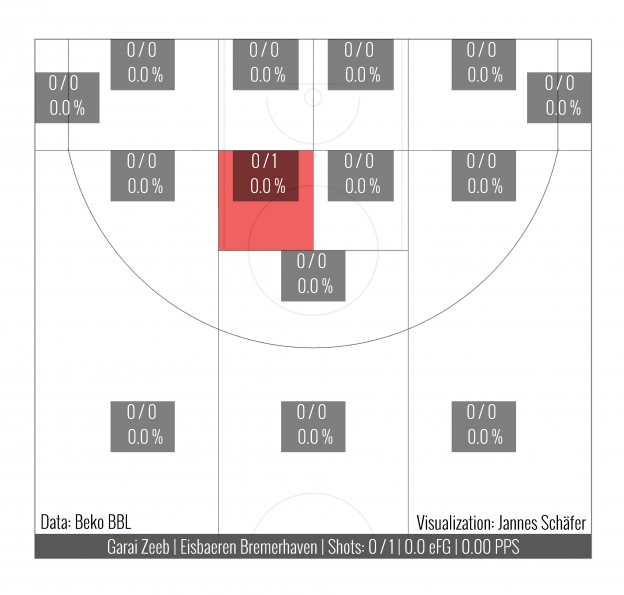 0 / 0 0 / 0 0 / 0 0 / 0
0.0 % 0.0 % 0.0 % 0.0 %
0 / 0 0 / 0
0.0 % 0.0 %
0 / 0 0 / 1 0 / 0 0 / 0
0.0 % 0.0 % 0.0 % 0.0 %
0 / 0
0.0 %
0 / 0 0 / 0 0 / 0
0.0 % 0.0 % 0.0 %
Data: Beko BBL Visualization: Jannes Schäfer
Garai Zeeb | Eisbaeren Bremerhaven | Shots: 0 / 1 | 0.0 eFG | 0.00 PPS